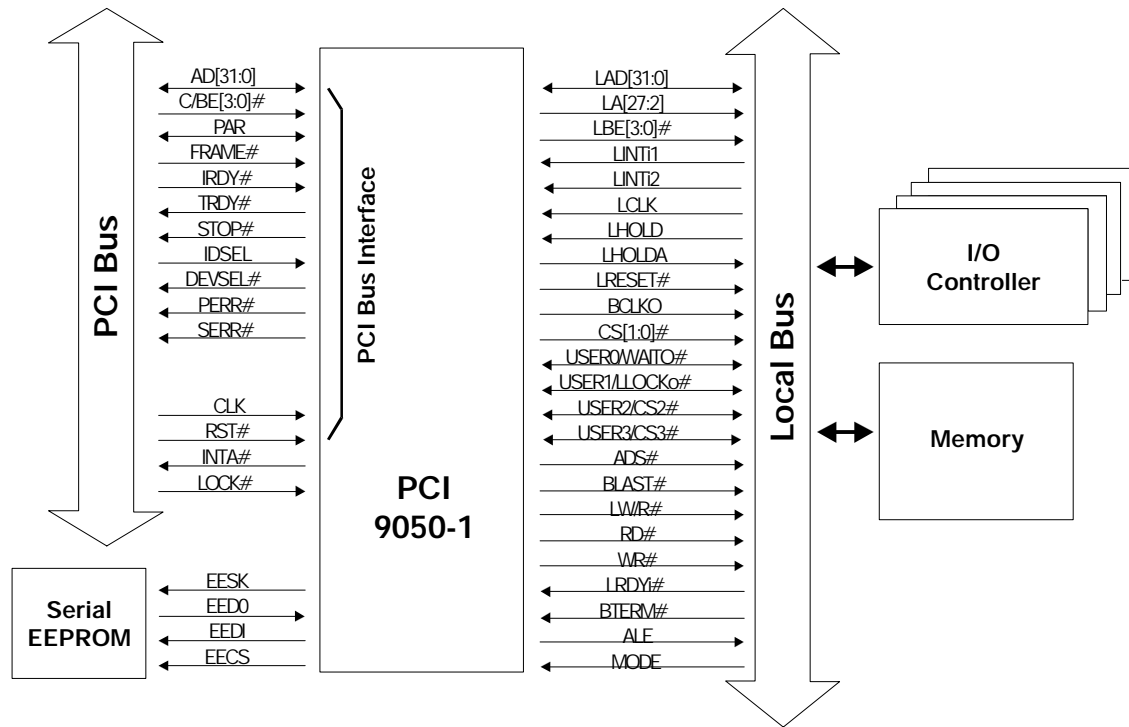 PCI Bus
AD[31:0]
C/BE[3:0]#
PAR
FRAME#
IRDY#
TRDY#
STOP#
IDSEL
DEVSEL#
PERR#
SERR#
CLK
RST#
INTA#
LOCK#
Serial
EEPROM
EESK
EED0
EEDI
EECS
PCI Bus Interface
PCI
9050-1
LAD[31:0]
LA[27:2]
LBE[3:0]#
LINTi1
LINTi2
LCLK
LHOLD
LHOLDA
LRESET#
BCLKO
CS[1:0]#
USER0/WAITO#
USER1/LLOCKo#
USER2/CS2#
USER3/CS3#
ADS#
BLAST#
LW/R#
RD#
WR#
LRDYi#
BTERM#
ALE
MODE
Local Bus
I/O
Controller
Memory